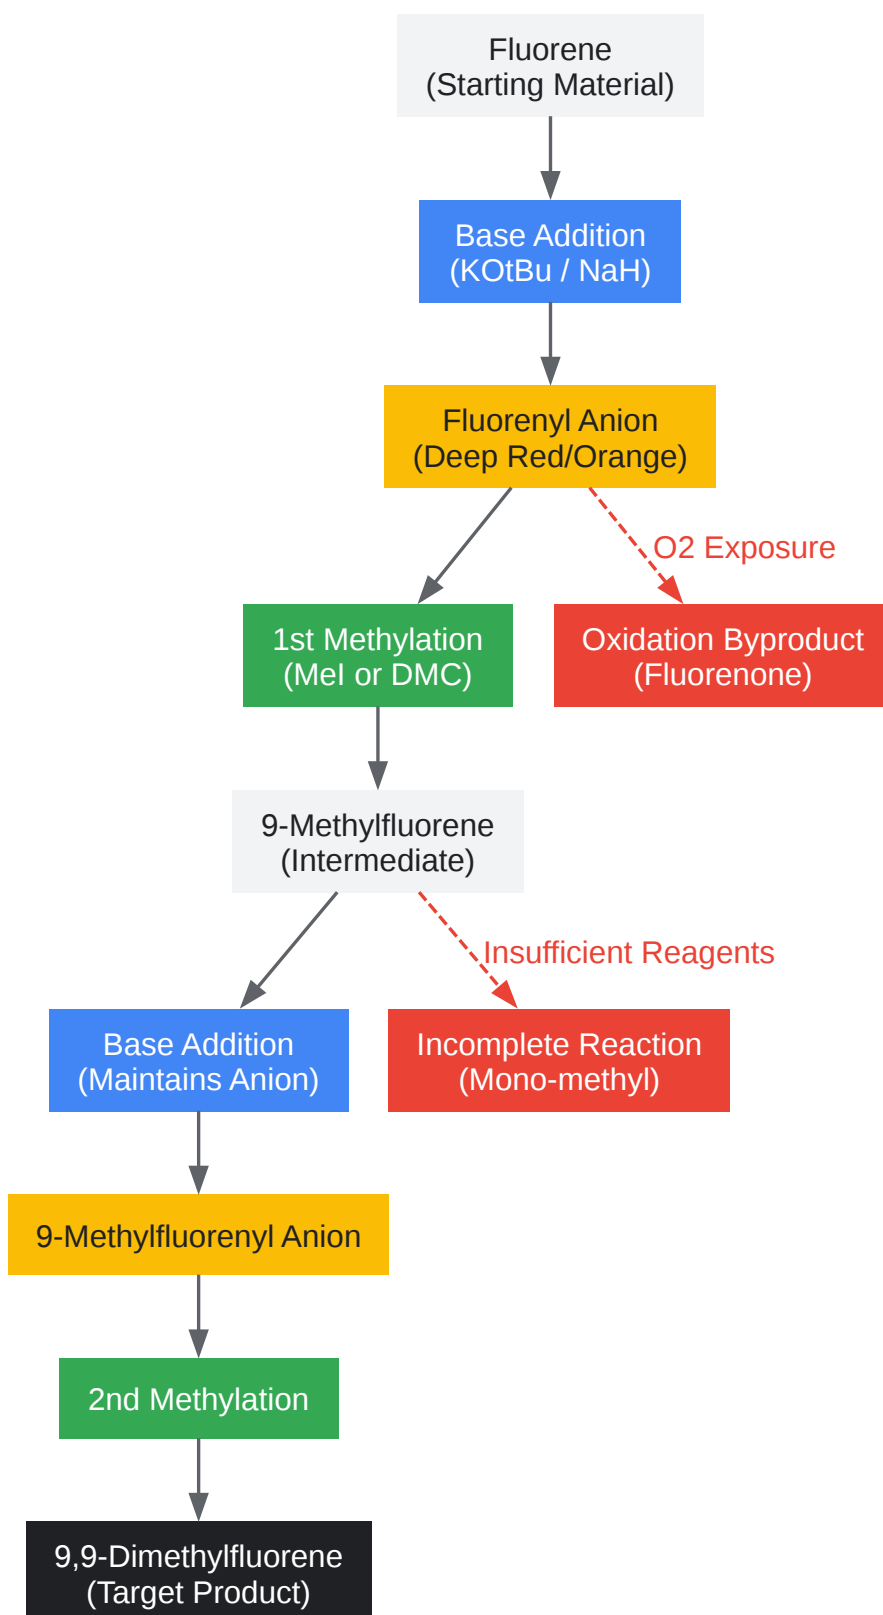 Fluorene
(Starting Material)
Base Addition
(KOtBu / NaH)
Fluorenyl Anion
(Deep Red/Orange)
O2 Exposure
1st Methylation
(MeI or DMC)
Oxidation Byproduct
(Fluorenone)
9-Methylfluorene
(Intermediate)
Insufficient Reagents
Base Addition
(Maintains Anion)
Incomplete Reaction
(Mono-methyl)
9-Methylfluorenyl Anion
2nd Methylation
9,9-Dimethylfluorene
(Target Product)